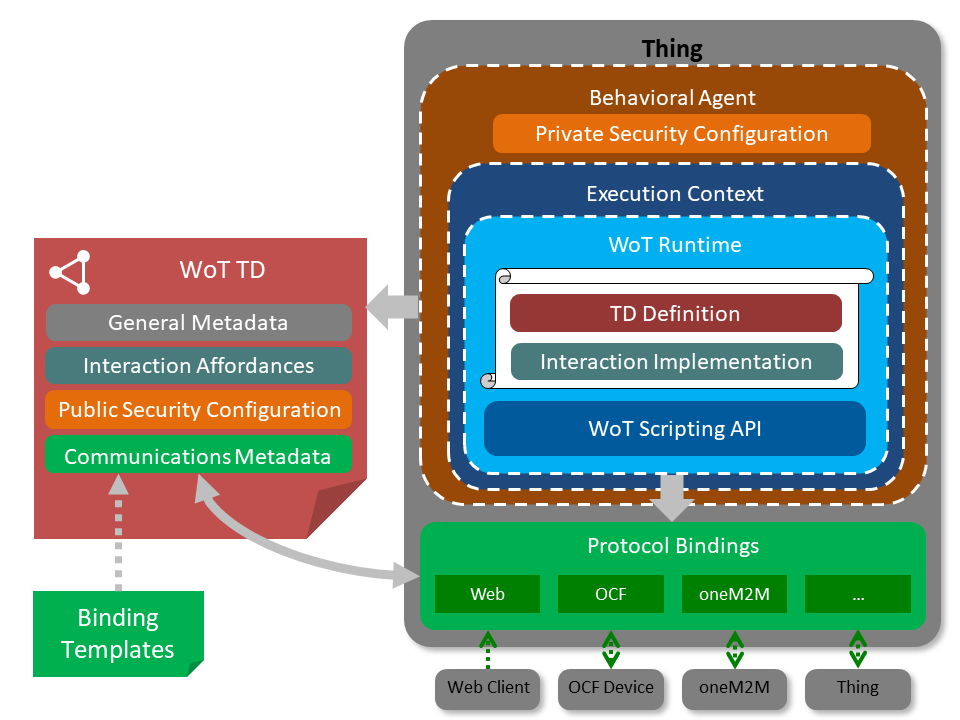 Thing
Behavioral Agent
Private Security Configuration
Execution Context
WoT Runtime
TD Definition
Interaction Implementation
WoT Scripting API
WoT TD
General Metadata
Interaction Affordances
Public Security Configuration
Communications Metadata
Binding
Templates
Protocol Bindings
Web
OCF
oneM2M
...
Web Client
OCF Device
oneM2M
Thing